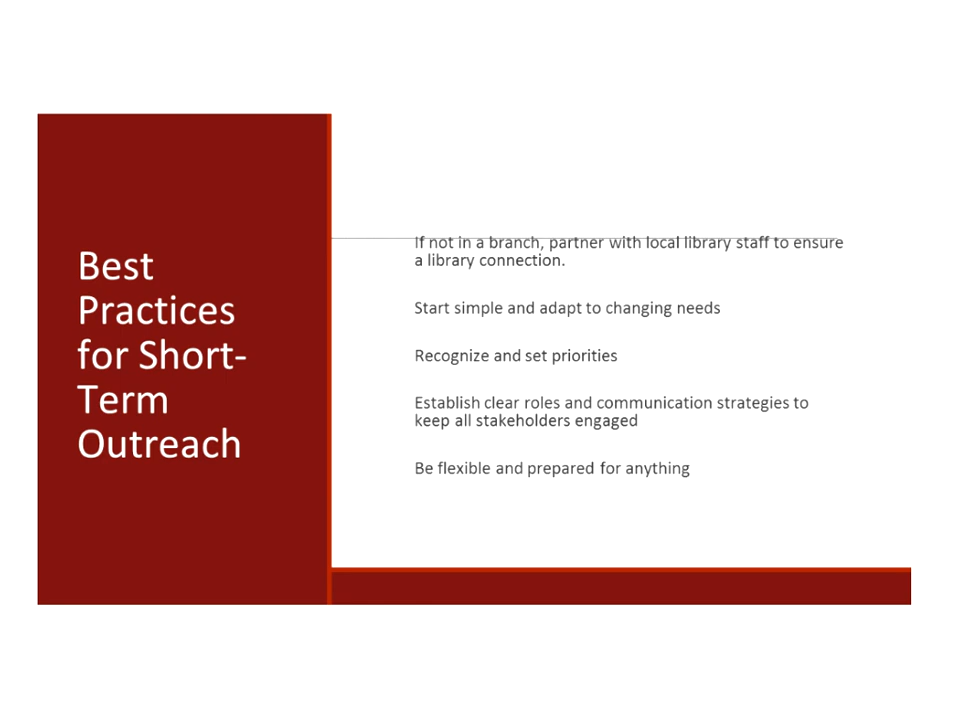 Best
Practices
for Short-
Term
Outreach
If not in a branch, partner with local library staff to ensure
a library connection.
Start simple and adapt to changing needs
Recognize and set priorities
Establish clear roles and communication strategies to
keep all stakeholders engaged
Be flexible and prepared for anything